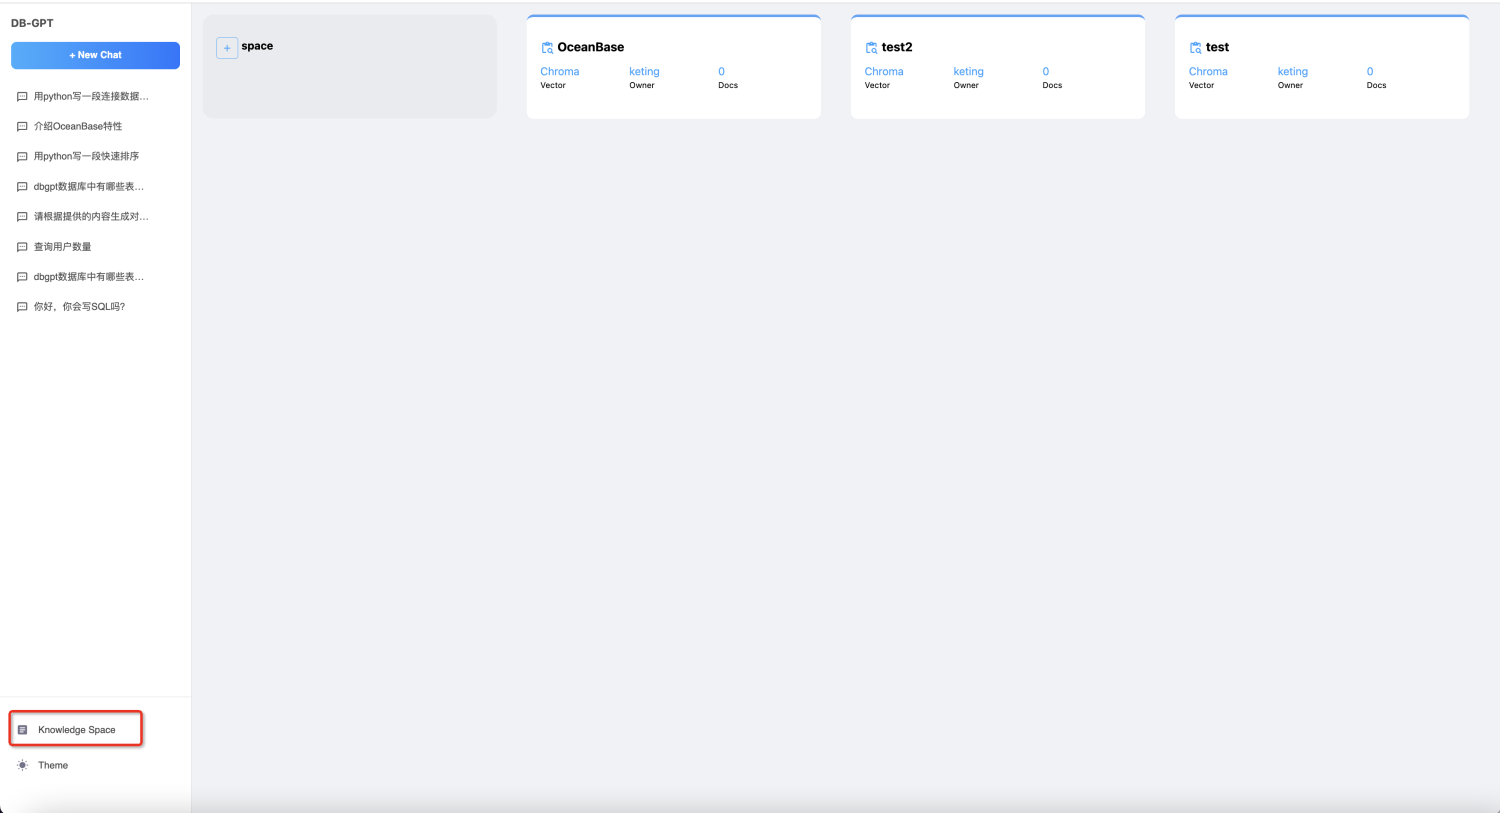 DB-GPT
+ New Chat
用python写一段连接数据...
介绍OceanBase特性
用python写一段快速排序
dbgpt数据库中有哪些表...
请根据提供的内容生成对...
查询用户数量
dbgpt数据库中有哪些表...
你好，你会写SQL吗?
Knowledge Space
Theme
+ space
OceanBase
Chroma keting 0
Vector Owner Docs
test2
Chroma keting 0
Vector Owner Docs
test
Chroma keting 0
Vector Owner Docs